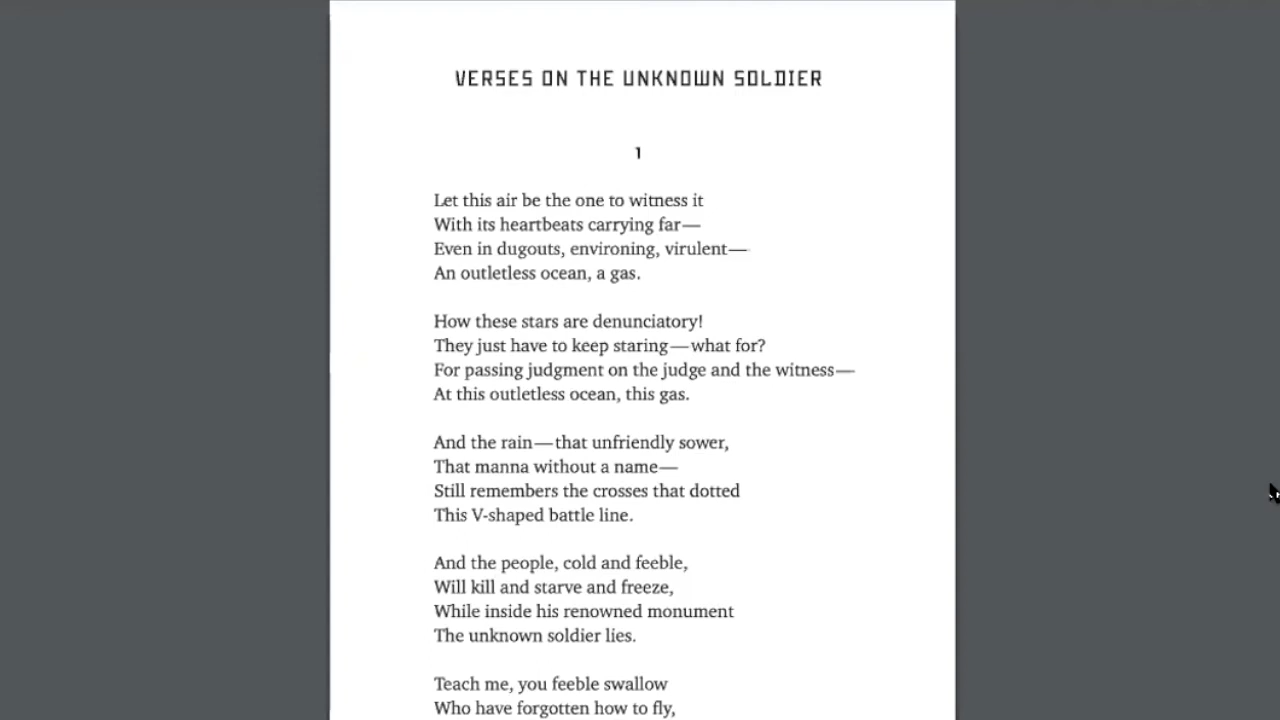 VERSES ON THE UNKNOWN SOLDIER
1
Let this air be the one to witness it
With its heartbeats carrying far—
Even in dugouts, environing, virulent—
An outletless ocean, a gas.
How these stars are denunciatory!
They just have to keep staring—what for?
For passing judgment on the judge and the witness—
At this outletless ocean, this gas.
And the rain—that unfriendly sower,
That manna without a name—
Still remembers the crosses that dotted
This V-shaped battle line.
And the people, cold and feeble,
Will kill and starve and freeze,
While inside his renowned monument
The unknown soldier lies.
Teach me, you feeble swallow
Who have forgotten how to fly,